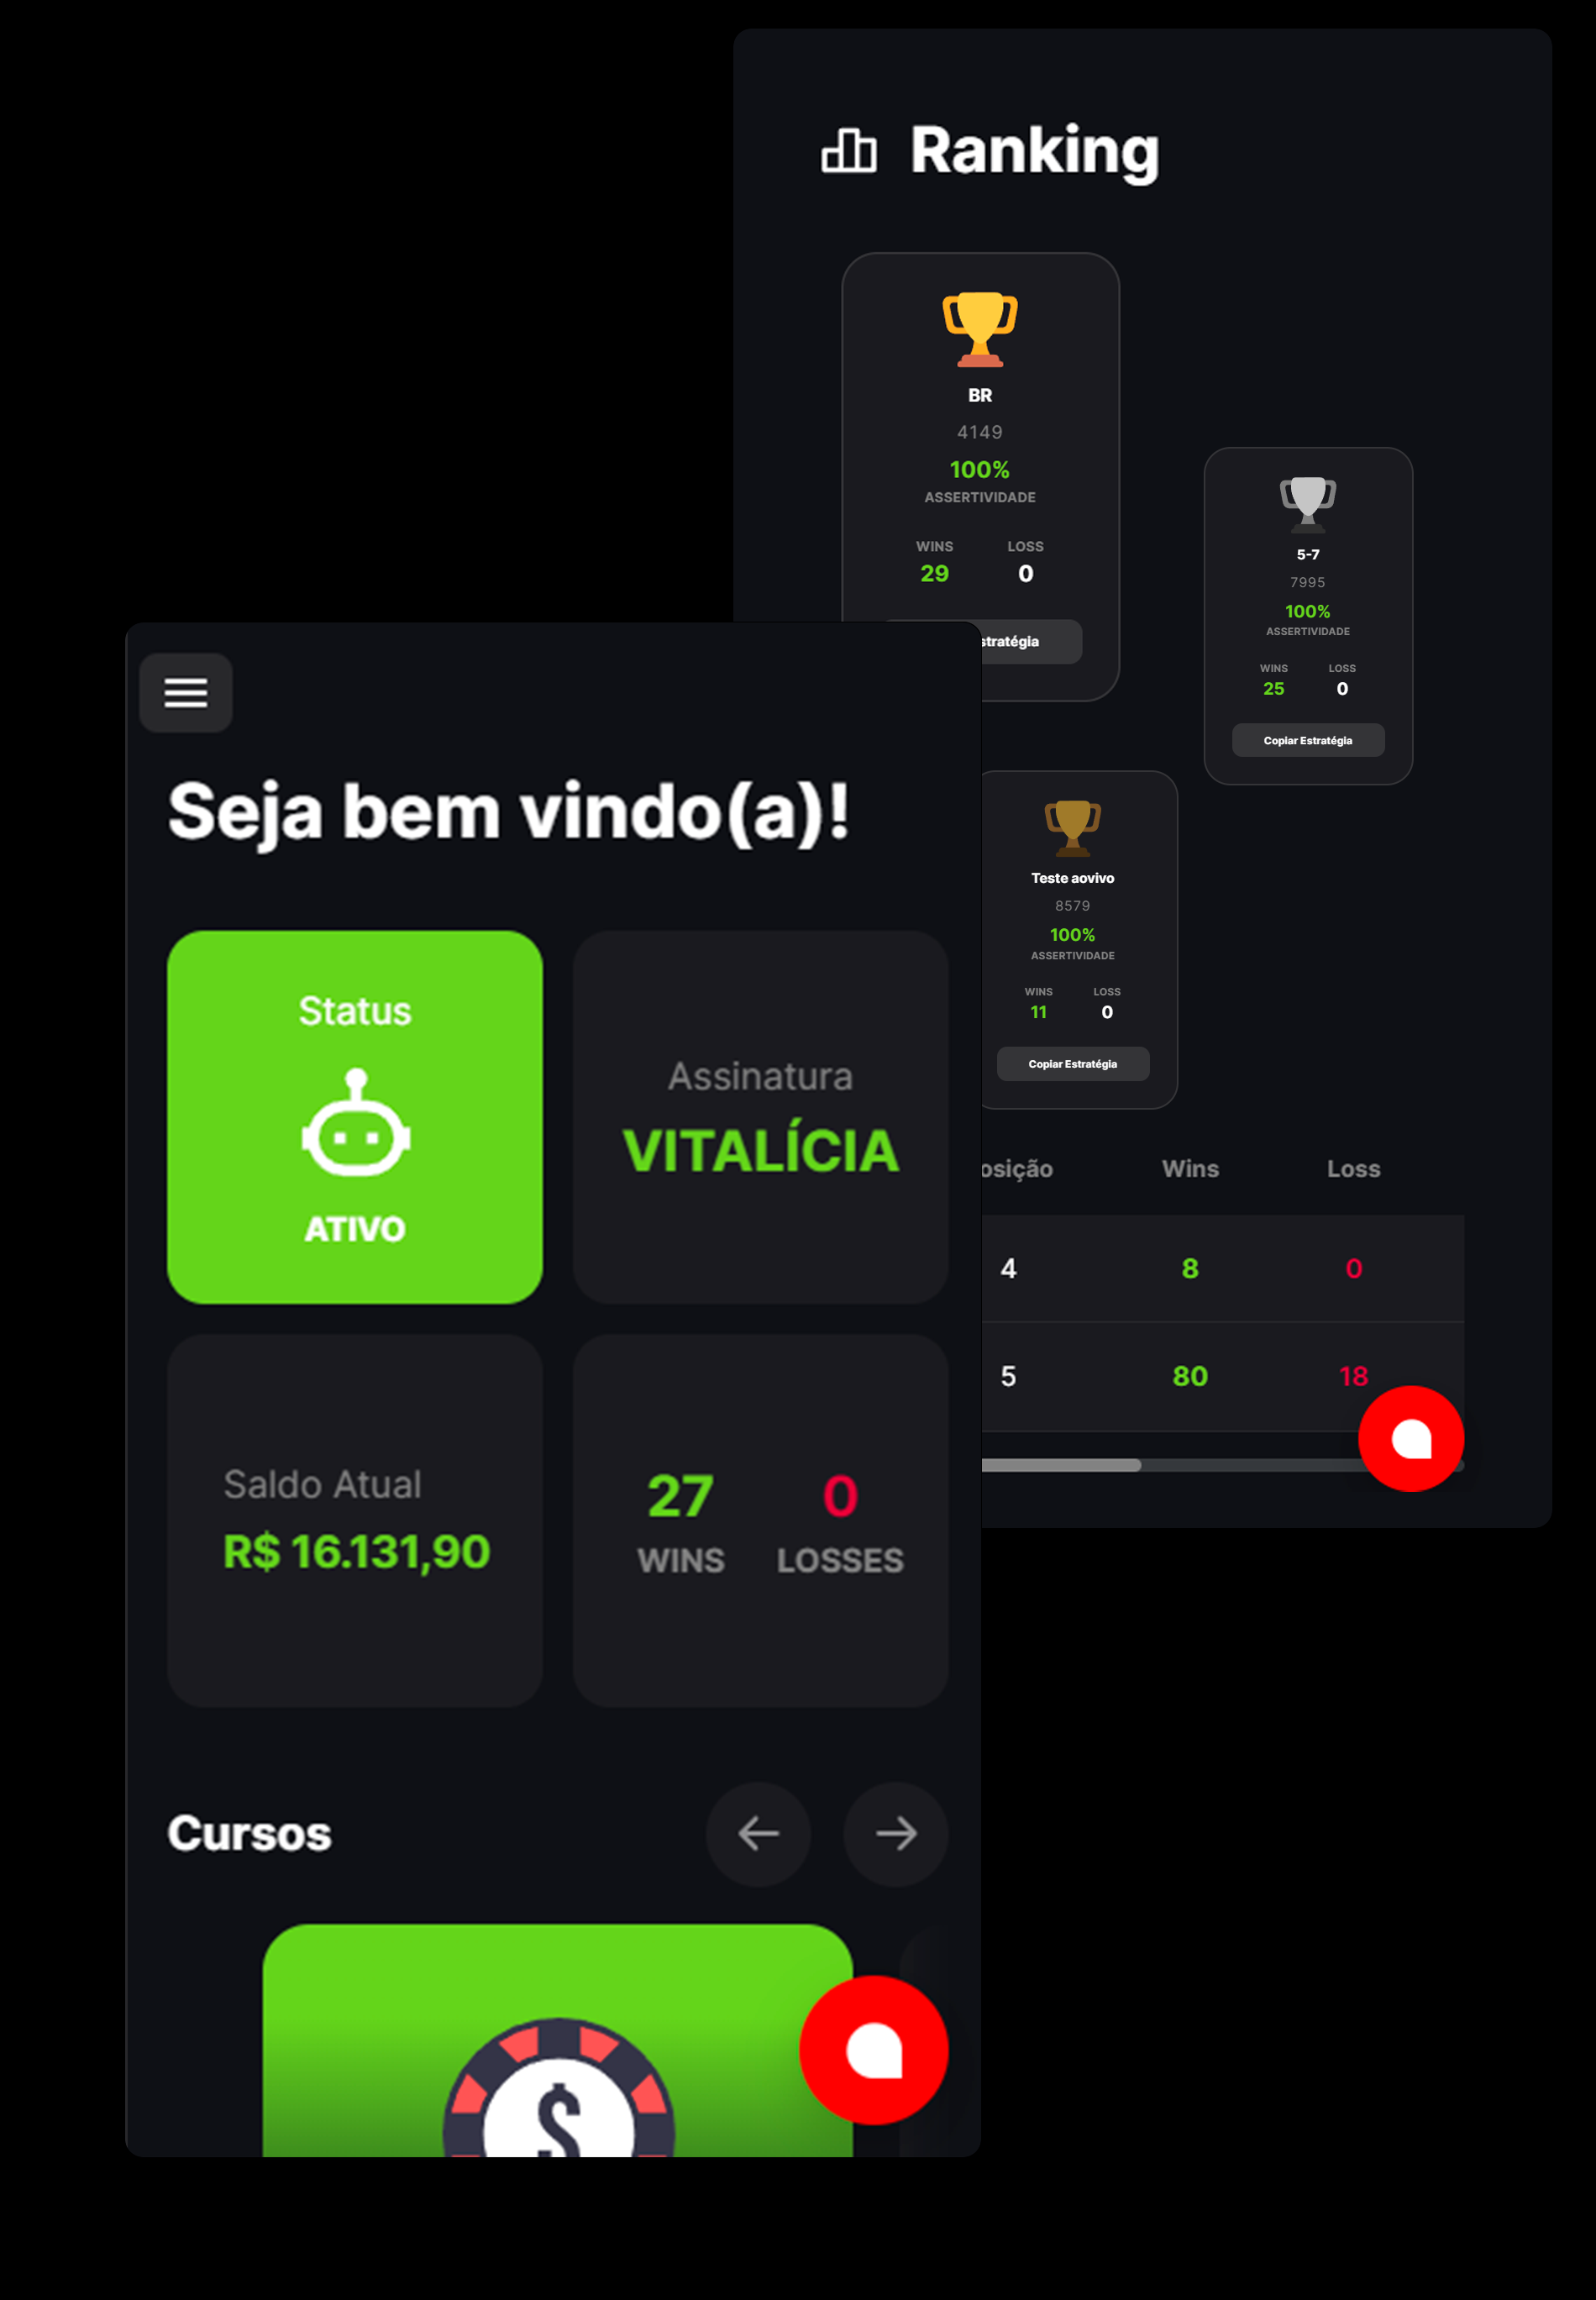 Ranking
BR
4149
100%
ASSERTIVIDADE
WINS LOSS
29 0
stratégia
5-7
7995
100%
ASSERTIVIDADE
WINS LOSS
25 0
Copiar Estratégia
Teste aovivo
8579
100%
ASSERTIVIDADE
WINS LOSS
11 0
Copiar Estratégia
osição Wins Loss
4 8 0
5 80 18
Seja bem vindo(a)!
Status
ATIVO
Assinatura
VITALÍCIA
Saldo Atual
R$ 16.131,90
27 0
WINS LOSSES
Cursos
$